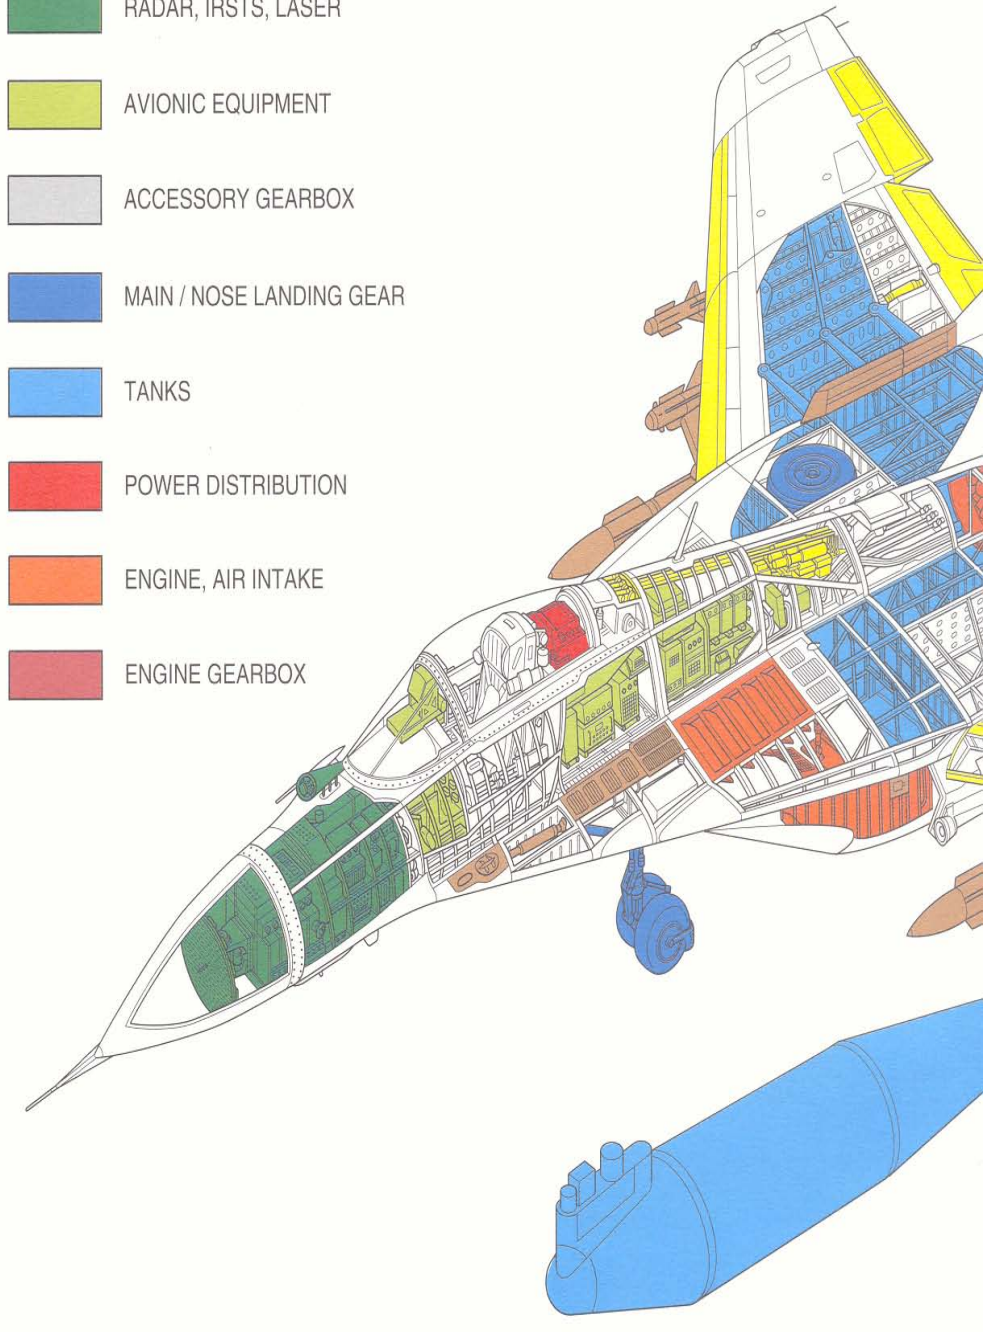 RADAR, IRSTS, LASER
AVIONIC EQUIPMENT
ACCESSORY GEARBOX
MAIN / NOSE LANDING GEAR
TANKS
POWER DISTRIBUTION
ENGINE, AIR INTAKE
ENGINE GEARBOX